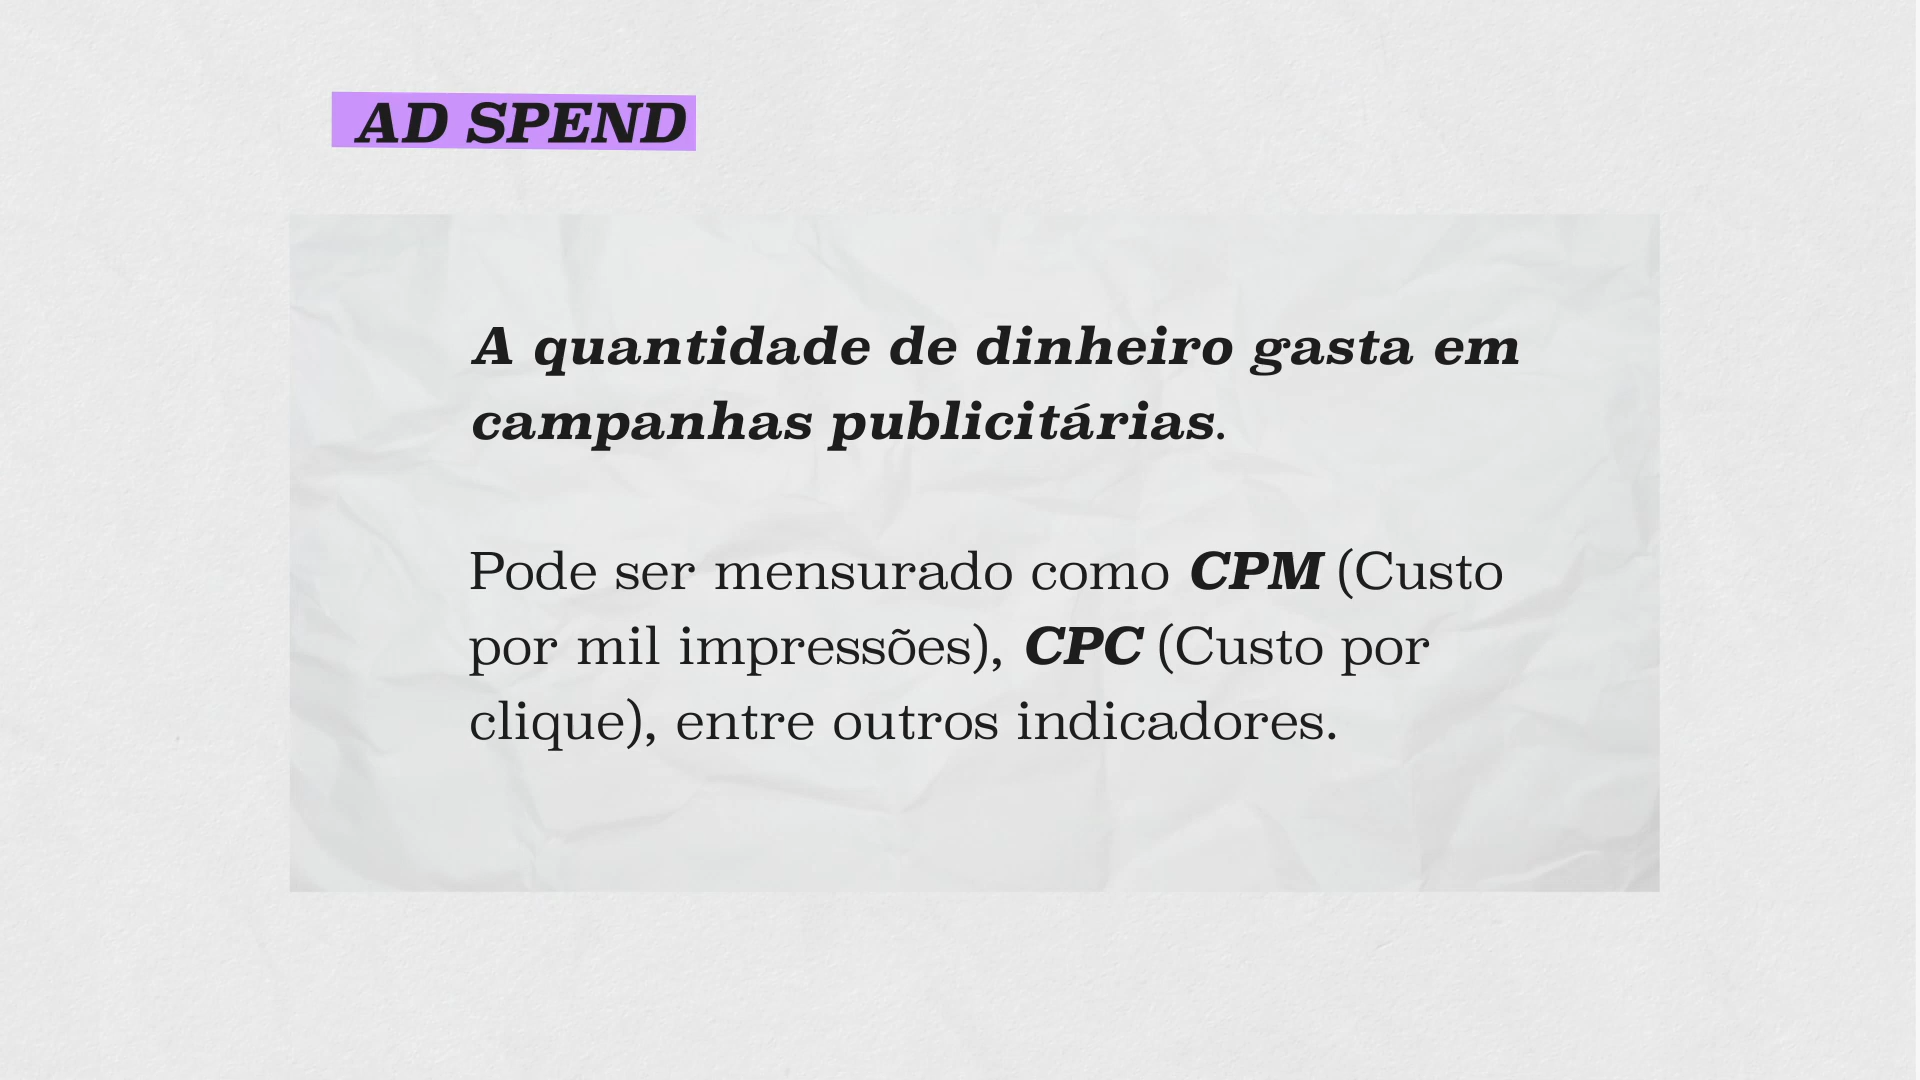 AD SPEND
A quantidade de dinheiro gasta em
campanhas publicitárias.
Pode ser mensurado como CPM (Custo
por mil impressões), CPC (Custo por
clique), entre outros indicadores.